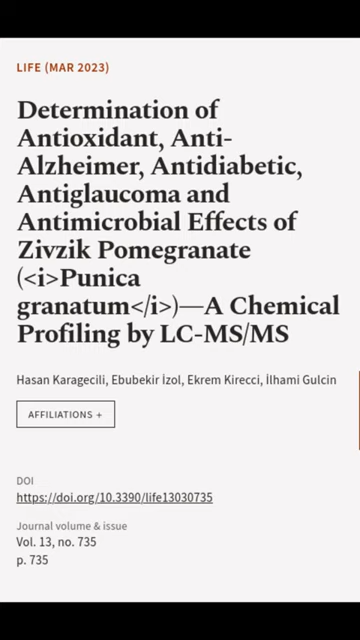 LIFE (MAR 2023)
Determination of
Antioxidant, Anti-
Alzheimer, Antidiabetic,
Antiglaucoma and
Antimicrobial Effects of
Zivzik Pomegranate
(<i>Punica
granatum</i>)—A Chemical
Profiling by LC-MS/MS
Hasan Karagecili, Ebubekir İzol, Ekrem Kirecci, İlhami Gulcin
AFFILIATIONS +
DOI
https://doi.org/10.3390/life13030735
Journal volume & issue
Vol. 13, no. 735
p. 735